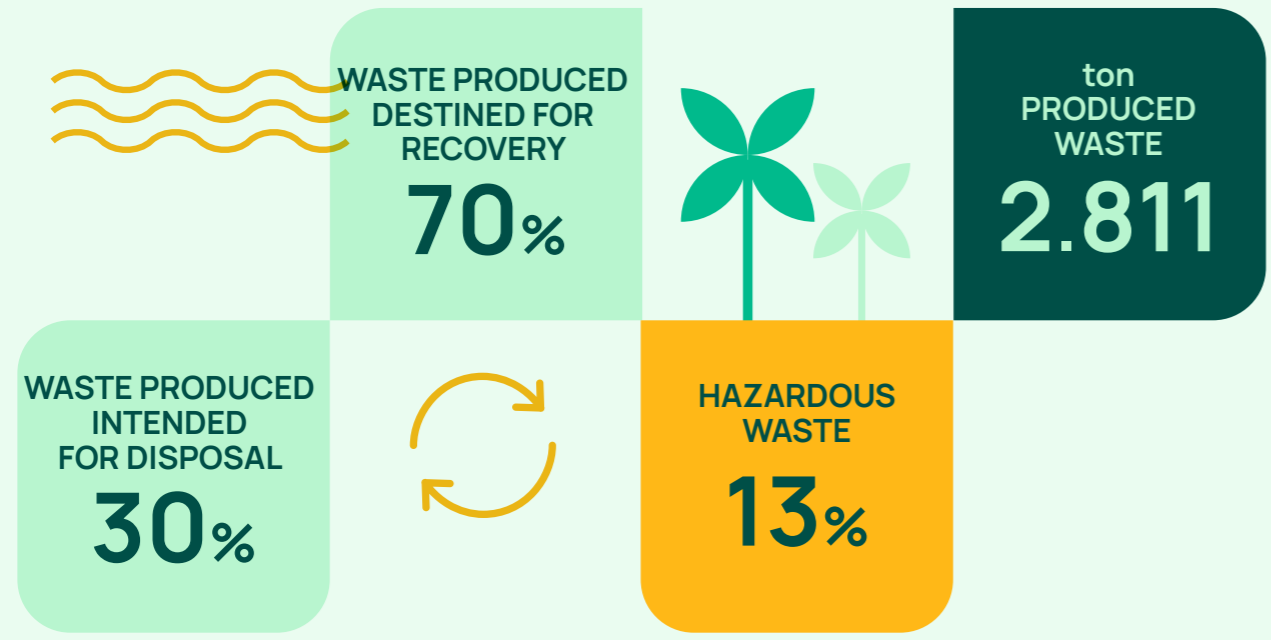 WASTE PRODUCED
DESTINED FOR
RECOVERY
70%
ton
PRODUCED
WASTE
2.811
WASTE PRODUCED
INTENDED
FOR DISPOSAL
30%
HAZARDOUS
WASTE
13%